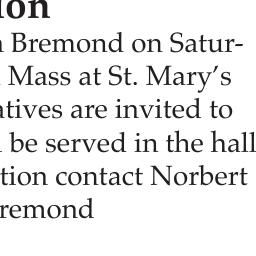 ion
Bremond on Satur-
Mass at St. Mary's
atives are invited to
be served in the hall
tion contact Norbert
remond